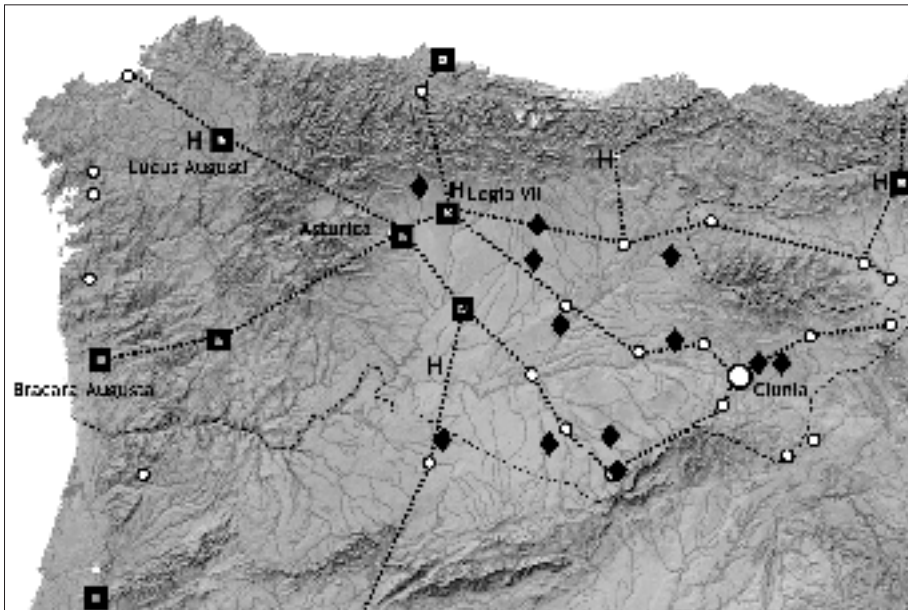 H
H
Lucus Augusti
H
Legio VII
H
Asturica
H
Bracara Augusta
Clunia